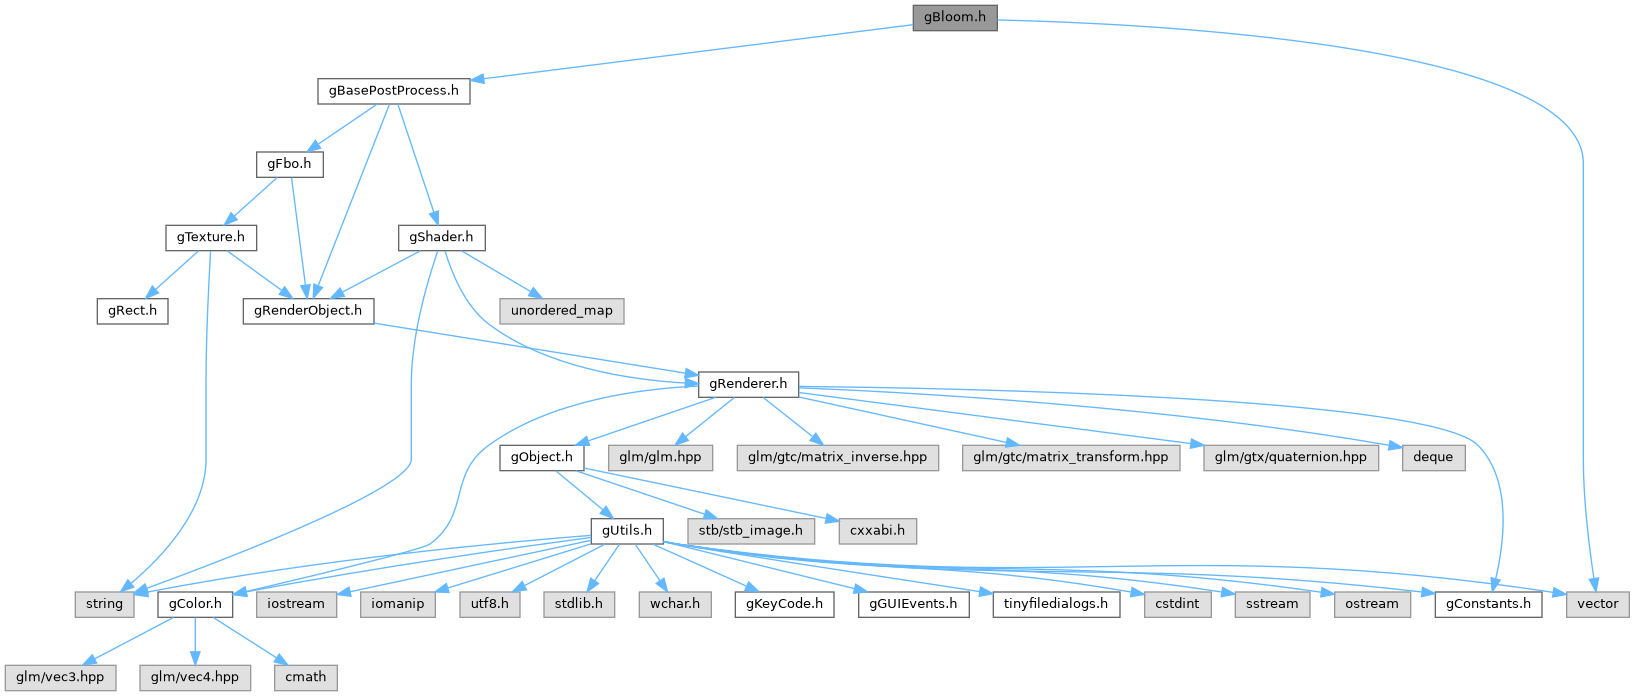 gBloom.h
gBasePostProcess.h
gFbo.h
gTexture.h
gShader.h
gRect.h
gRenderObject.h
unordered_map
gRenderer.h
gObject.h
glm/glm.hpp
glm/gtc/matrix_inverse.hpp
glm/gtc/matrix_transform.hpp
glm/gtx/quaternion.hpp
deque
gUtils.h
stb/stb_image.h
cxxabi.h
string
gColor.h
iostream
iomanip
utf8.h
stdlib.h
wchar.h
gKeyCode.h
gGUIEvents.h
tinyfiledialogs.h
cstdint
sstream
ostream
gConstants.h
vector
glm/vec3.hpp
glm/vec4.hpp
cmath